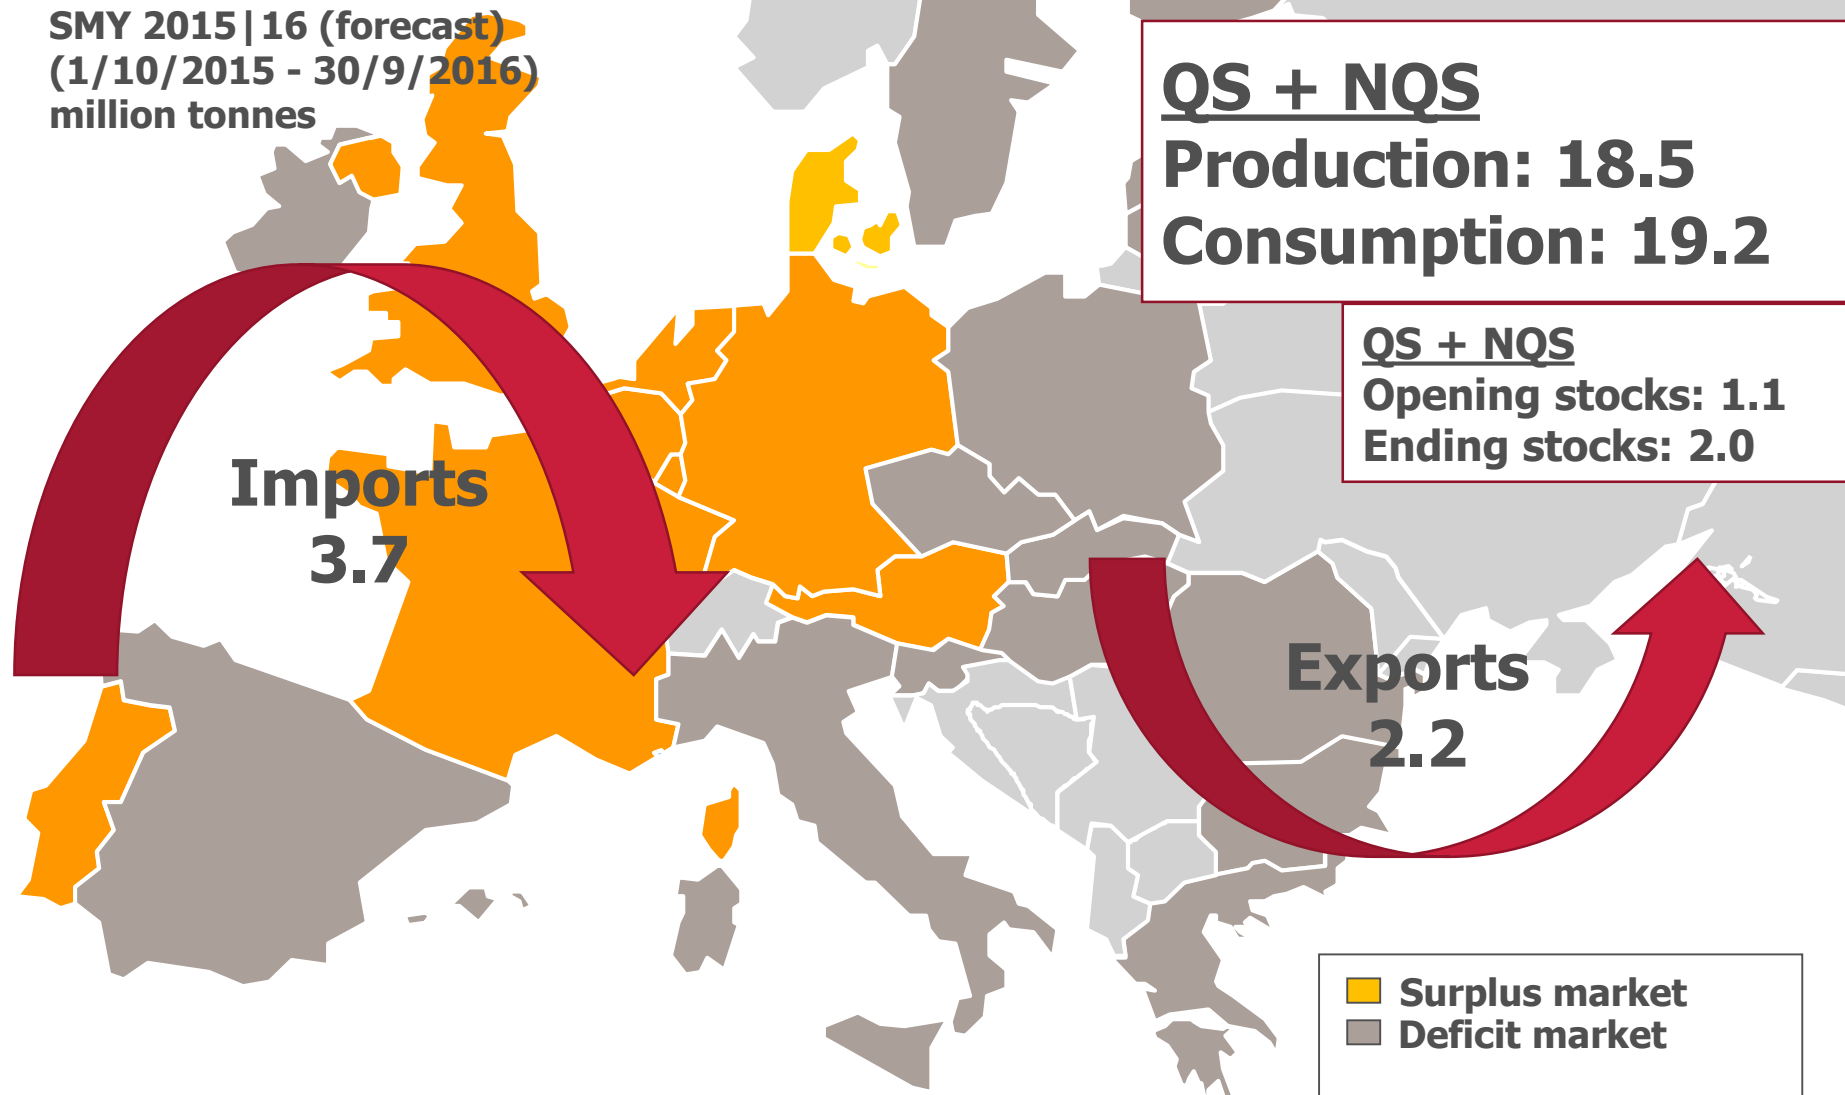 SMY 2015|16 (forecast)
(1/10/2015 - 30/9/2016)
million tonnes
QS + NQS
Production: 18.5
Consumption: 19.2
QS + NQS
Opening stocks: 1.1
Ending stocks: 2.0
Imports
3.7
Exports
2.2
Surplus market
Deficit market